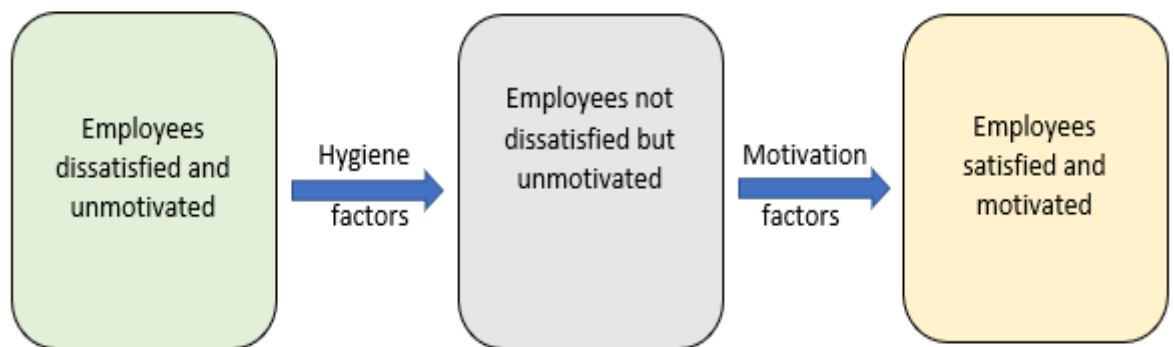 Employees
dissatisfied and
unmotivated
Hygiene
factors
Employees not
dissatisfied but
unmotivated
Motivation
factors
Employees
satisfied and
motivated